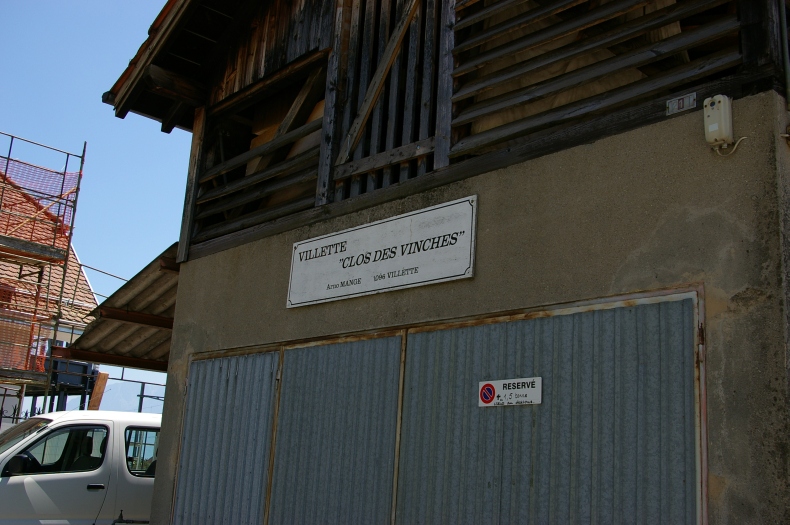 VILLETTE
"CLOS DES VINCHES"
Arno MANGE 1096 VILLETTE
RESERVÉ